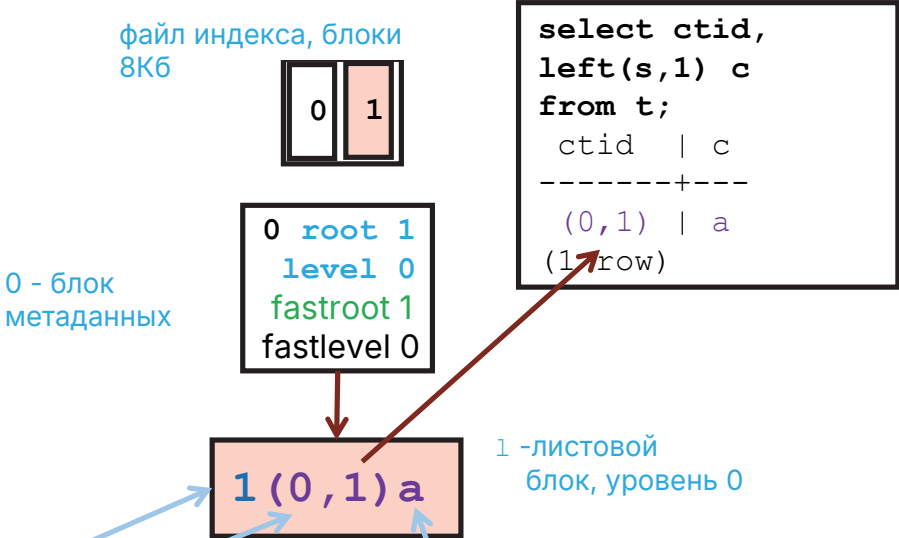 файл индекса, блоки
8Кб
0 1
select ctid,
left(s,1) c
from t;
ctid | c
-------+---
(0,1) | a
(1 row)
0 root 1
level 0
fastroot 1
fastlevel 0
0 - блок
метаданных
1(0,1)a
1 -листовой
блок, уровень 0